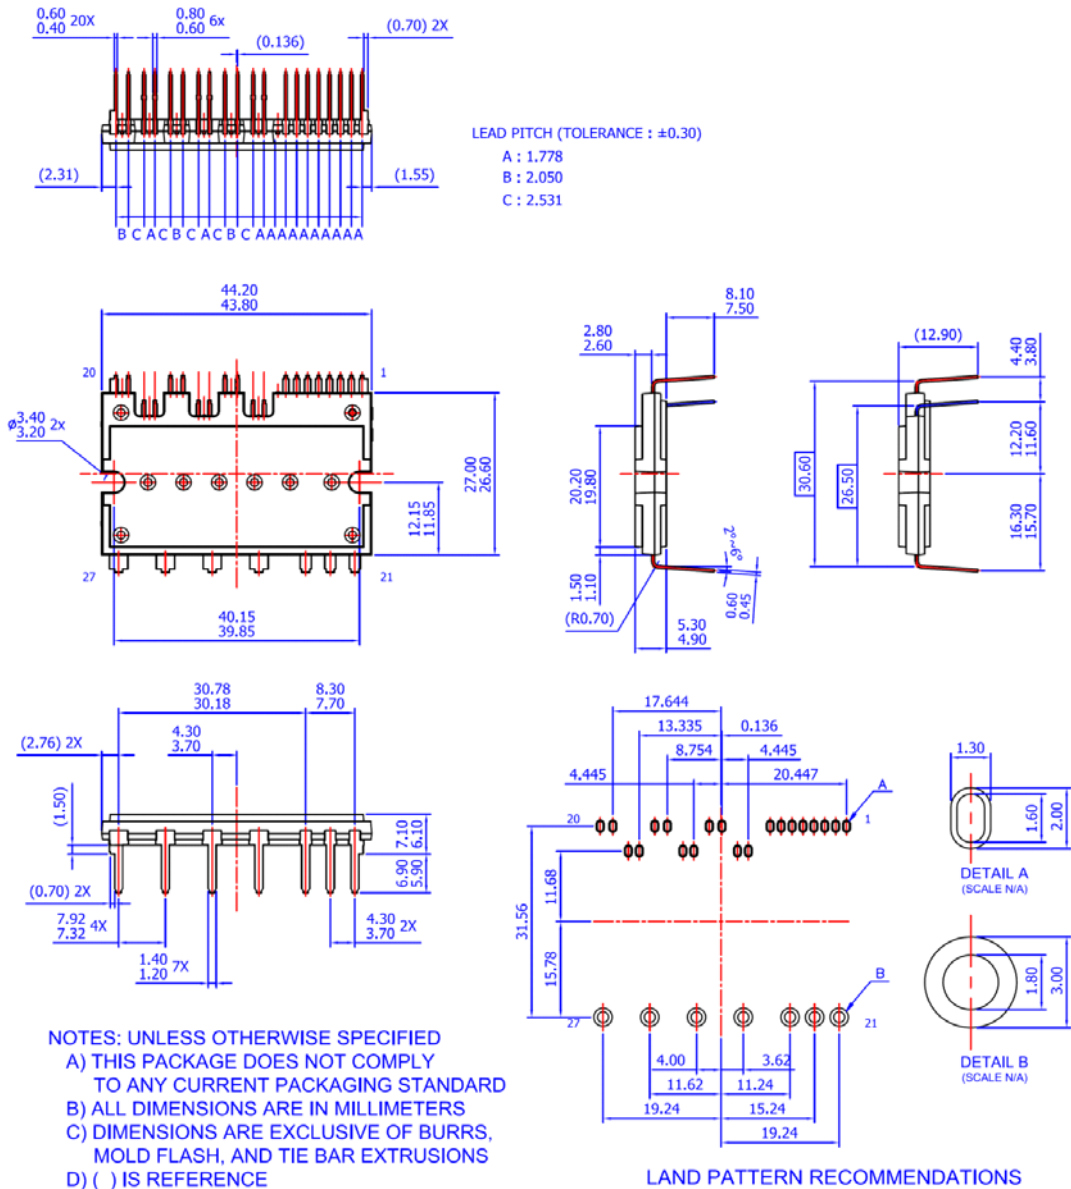 0.60
0.40 20X
0.80
0.60 6x
(0.136)
(0.70) 2X
LEAD PITCH (TOLERANCE : ±0.30)
A : 1.778
B : 2.050
C : 2.531
(2.31)
(1.55)
B C A C B C A C B C A A A A A A A A A A
44.20
43.80
20
1
ø3.40
3.20 2x
27.00
26.60
12.15
11.85
27
21
40.15
39.85
8.10
7.50
2.80
2.60
20.20
19.80
1.50
1.10
(R0.70)
2°~6°
0.60
0.45
5.30
4.90
(12.90)
4.40
3.80
12.20
11.60
30.60
26.50
16.30
15.70
30.78
30.18
8.30
7.70
(2.76) 2X
4.30
3.70
(1.50)
7.10
6.10
6.90
5.90
(0.70) 2X
7.92
7.32 4X
4.30
3.70 2X
1.40
1.20 7X
17.644
13.335
0.136
8.754
4.445
4.445
20.447
A
20
1
11.68
31.56
15.78
B
27
21
4.00
3.62
11.62
11.24
19.24
15.24
19.24
1.30
1.60
2.00
DETAIL A
(SCALE N/A)
1.80
3.00
DETAIL B
(SCALE N/A)
NOTES: UNLESS OTHERWISE SPECIFIED
A) THIS PACKAGE DOES NOT COMPLY
TO ANY CURRENT PACKAGING STANDARD
B) ALL DIMENSIONS ARE IN MILLIMETERS
C) DIMENSIONS ARE EXCLUSIVE OF BURRS,
MOLD FLASH, AND TIE BAR EXTRUSIONS
D) ( ) IS REFERENCE
LAND PATTERN RECOMMENDATIONS